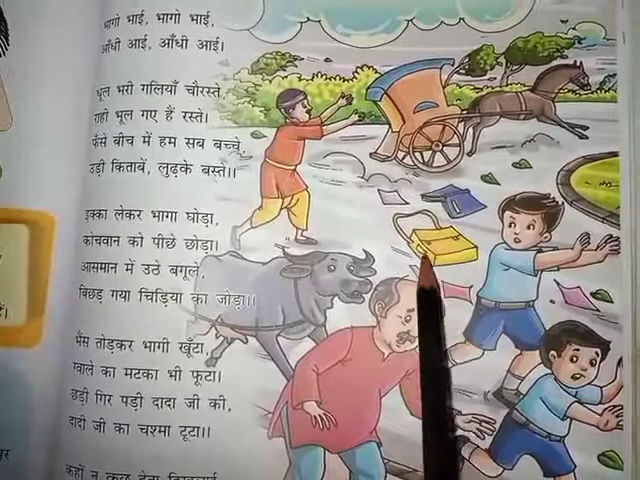 भागो भाई, भागो भाई,
आँधी आई, आँधी आई।
धूल भरी गलियाँ चौरस्ते,
राही भूल गए हैं रस्ते।
फँसे बीच में हम सब बच्चे,
उड़ी किताबें, लुढ़के बस्ते।।
इक्का लेकर भागा घोड़ा,
कोचवान को पीछे छोड़ा।
आसमान में उठे बगूले,
बिछड़ गया चिड़िया का जोड़ा।।
भैंस तोड़कर भागी खूँटा,
ग्वाले का मटका भी फूटा।
छड़ी गिर पड़ी दादा जी की,
दादी जी का चश्मा टूटा।।